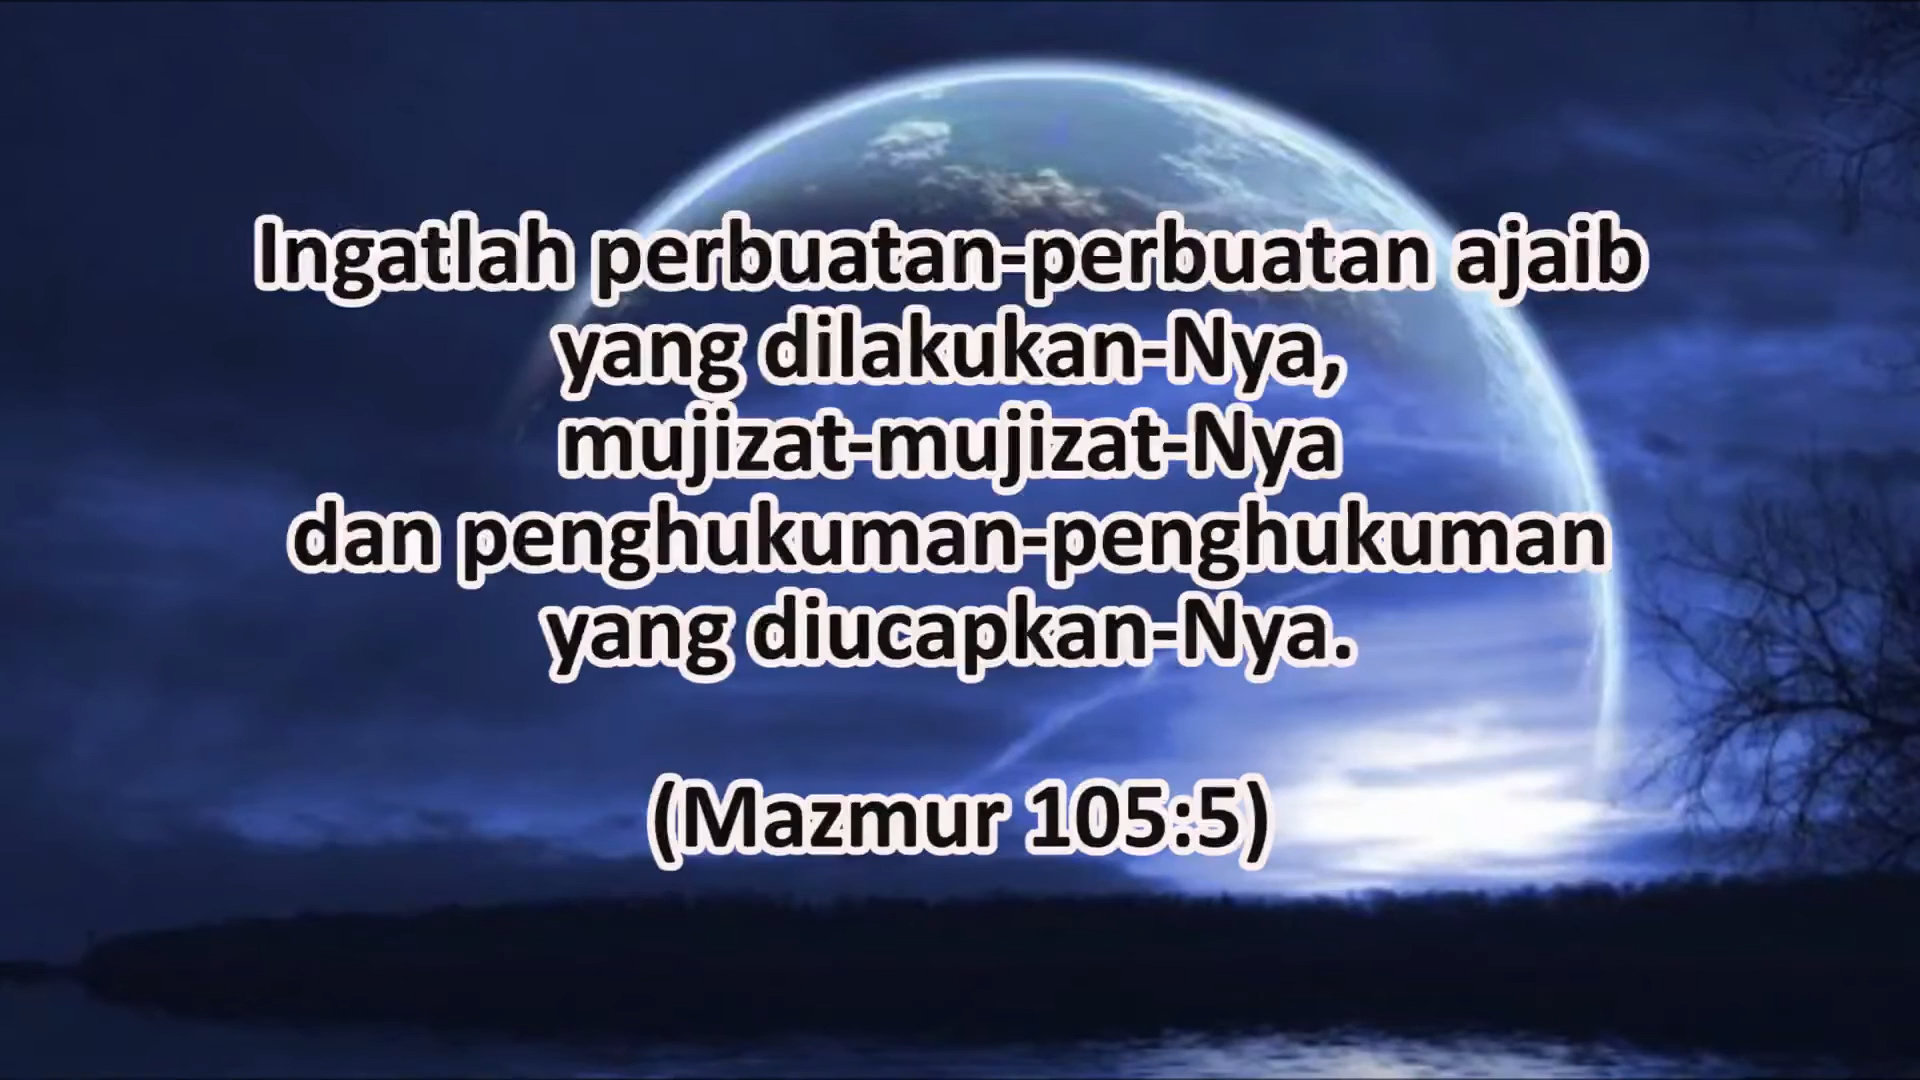 Ingatlah perbuatan-perbuatan ajaib
yang dilakukan-Nya,
mujizat-mujizat-Nya
dan penghukuman-penghukuman
yang diucapkan-Nya.
(Mazmur 105:5)